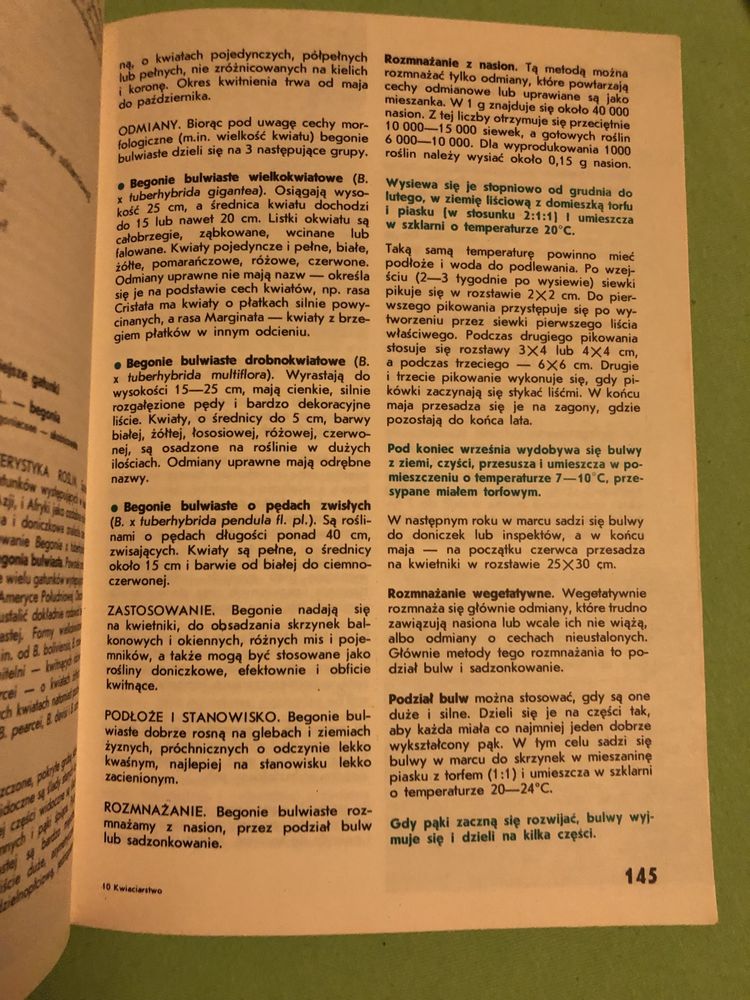 ną, o kwiatach pojedynczych, półpełnych
lub pełnych, nie zróżnicowanych na kielich
i koronę. Okres kwitnienia trwa od maja
do października.
ODMIANY. Biorąc pod uwagę cechy mor-
fologiczne (m.in. wielkość kwiatu) begonie
bulwiaste dzieli się na 3 następujące grupy.
● Begonie bulwiaste wielkokwiatowe (B.
x tuberhybrida gigantea). Osiągają wyso-
kość 25 cm, a średnica kwiatu dochodzi
do 15 lub nawet 20 cm. Listki okwiatu są
całobrzegie, ząbkowane, wcinane lub
falowane. Kwiaty pojedyncze i pełne, białe,
żółte, pomarańczowe, różowe, czerwone.
Odmiany uprawne nie mają nazw — określa
się je na podstawie cech kwiatów, np. rasa
Cristata ma kwiaty o płatkach silnie powy-
cinanych, a rasa Marginata — kwiaty z brze-
giem płatków w innym odcieniu.
● Begonie bulwiaste drobnokwiatowe (B.
x tuberhybrida multiflora). Wyrastają do
wysokości 15—25 cm, mają cienkie, silnie
rozgałęzione pędy i bardzo dekoracyjne
liście. Kwiaty, o średnicy do 5 cm, barwy
białej, żółtej, łososiowej, różowej, czerwo-
nej, są osadzone na roślinie w dużych
ilościach. Odmiany uprawne mają odrębne
nazwy.
● Begonie bulwiaste o pędach zwisłych
(B. x tuberhybrida pendula fl. pl.). Są rośli-
nami o pędach długości ponad 40 cm,
zwisających. Kwiaty są pełne, o średnicy
około 15 cm i barwie od białej do ciemno-
czerwonej.
ZASTOSOWANIE. Begonie nadają się
na kwietniki, do obsadzania skrzynek bal-
konowych i okiennych, różnych mis i poje-
mników, a także mogą być stosowane jako
rośliny doniczkowe, efektownie i obficie
kwitnące.
PODŁOŻE I STANOWISKO. Begonie bul-
wiaste dobrze rosną na glebach i ziemiach
żyznych, próchnicznych o odczynie lekko
kwaśnym, najlepiej na stanowisku lekko
zacienionym.
ROZMNAŻANIE. Begonie bulwiaste roz-
mnażamy z nasion, przez podział bulw
lub sadzonkowanie.
10 Kwiaciarstwo
Rozmnażanie z nasion. Tą metodą można
rozmnażać tylko odmiany, które powtarzają
cechy odmianowe lub uprawiane są jako
mieszanka. W 1 g znajduje się około 40 000
nasion. Z tej liczby otrzymuje się przeciętnie
10 000—15 000 siewek, a gotowych roślin
6 000—10 000. Dla wyprodukowania 1000
roślin należy wysiać około 0,15 g nasion.
Wysiewa się je stopniowo od grudnia do
lutego, w ziemię liściową z domieszką torfu
i piasku (w stosunku 2:1:1) i umieszcza
w szklarni o temperaturze 20°C.
Taką samą temperaturę powinno mieć
podłoże i woda do podlewania. Po wzej-
ściu (2—3 tygodnie po wysiewie) siewki
pikuje się w rozstawie 2×2 cm. Do pier-
wszego pikowania przystępuje się po wy-
tworzeniu przez siewki pierwszego liścia
właściwego. Podczas drugiego pikowania
stosuje się rozstawy 3×4 lub 4×4 cm,
a podczas trzeciego — 6×6 cm. Drugie
i trzecie pikowanie wykonuje się, gdy pi-
kówki zaczynają się stykać liśćmi. W końcu
maja przesadza się je na zagony, gdzie
pozostają do końca lata.
Pod koniec września wydobywa się bulwy
z ziemi, czyści, przesusza i umieszcza w po-
mieszczeniu o temperaturze 7—10°C, prze-
sypane miałem torfowym.
W następnym roku w marcu sadzi się bulwy
do doniczek lub inspektów, a w końcu
maja — na początku czerwca przesadza
na kwietniki w rozstawie 25×30 cm.
Rozmnażanie wegetatywne. Wegetatywnie
rozmnaża się głównie odmiany, które trudno
zawiązują nasiona lub wcale ich nie wiążą,
albo odmiany o cechach nieustalonych.
Głównie metody tego rozmnażania to po-
dział bulw i sadzonkowanie.
Podział bulw można stosować, gdy są one
duże i silne. Dzieli się je na części tak,
aby każda miała co najmniej jeden dobrze
wykształcony pąk. W tym celu sadzi się
bulwy w marcu do skrzynek w mieszaninę
piasku z torfem (1:1) i umieszcza w szklarni
o temperaturze 20—24°C.
Gdy pąki zaczną się rozwijać, bulwy wyj-
muje się i dzieli na kilka części.
145